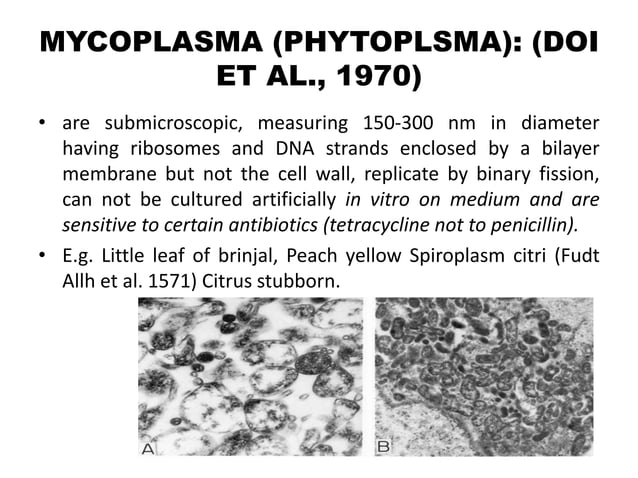 MYCOPLASMA (PHYTOPLSMA): (DOI
ET AL., 1970)
• are submicroscopic, measuring 150-300 nm in diameter
having ribosomes and DNA strands enclosed by a bilayer
membrane but not the cell wall, replicate by binary fission,
can not be cultured artificially in vitro on medium and are
sensitive to certain antibiotics (tetracycline not to penicillin).
• E.g. Little leaf of brinjal, Peach yellow Spiroplasm citri (Fudt
Allh et al. 1571) Citrus stubborn.
A
B